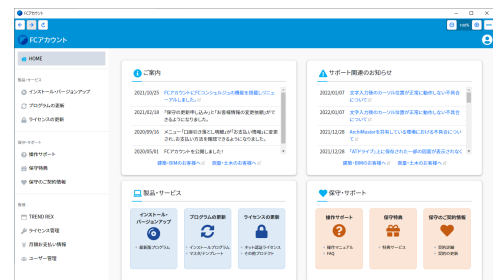 FCアカウント
100%
FCアカウント
HOME
製品・サービス
インストール・バージョンアップ
プログラムの更新
ライセンスの更新
保守・サポート
操作サポート
保守特典
保守のご契約情報
管理
TREND REX
ライセンス管理
月額お支払い情報
ユーザー管理
ご案内
2021/10/25 FCアカウントにFCコンシェルジュの機能を搭載しリニューアルしました。
2021/02/18 「保守の更新申し込み」と「お客様情報の変更依頼」ができるようになりました。
2020/09/16 メニュー「口座引き落とし明細」が「お支払い情報」に変更され、お支払い方法を確認できるようになりました。
2020/05/01 FCアカウントを公開しました!
建築・BIMのお客様へ 測量・土木のお客様へ
サポート関連のお知らせ
2022/01/07 文字入力後のカーソル位置が正常に動作しない不具合について
2022/01/07 文字入力後のカーソル位置が正常に動作しない不具合について
2021/12/28 ArchiMasterを共有している環境における不具合について
2021/12/28 「ATドライブ」上に保存された一部の図面が表示されなく
建築・BIMのお客様へ 測量・土木のお客様へ
製品・サービス
インストール・バージョンアップ
最新版プログラム
プログラムの更新
インストールプログラム
マスタ/テンプレート
ライセンスの更新
ネット認証ライセンス
その他プロテクト
保守・サポート
操作サポート
操作マニュアル
FAQ
保守特典
特典サービス
保守のご契約情報
契約詳細
契約の更新